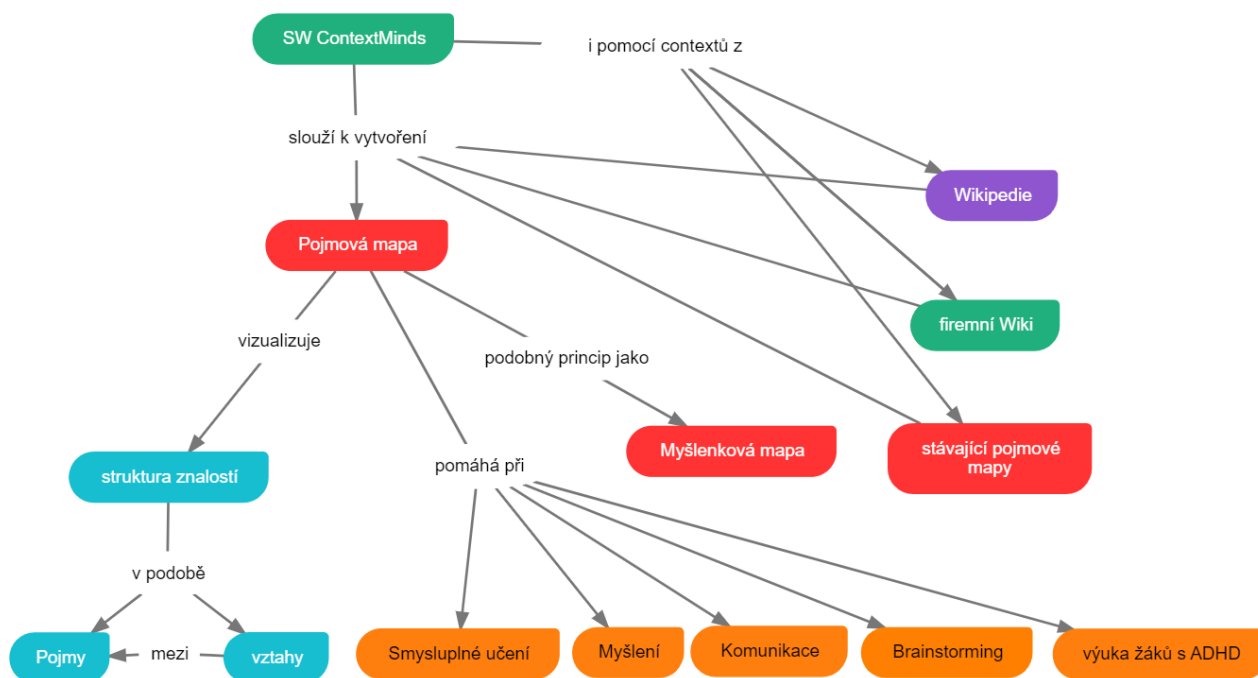 SW ContextMinds
i pomocí contextů z
slouží k vytvoření
Wikipedie
Pojmová mapa
firemní Wiki
vizualizuje
podobný princip jako
Myšlenková mapa
stávající pojmové
mapy
struktura znalostí
pomáhá při
v podobě
Pojmy
mezi
vztahy
Smysluplné učení
Myšlení
Komunikace
Brainstorming
výuka žáků s ADHD